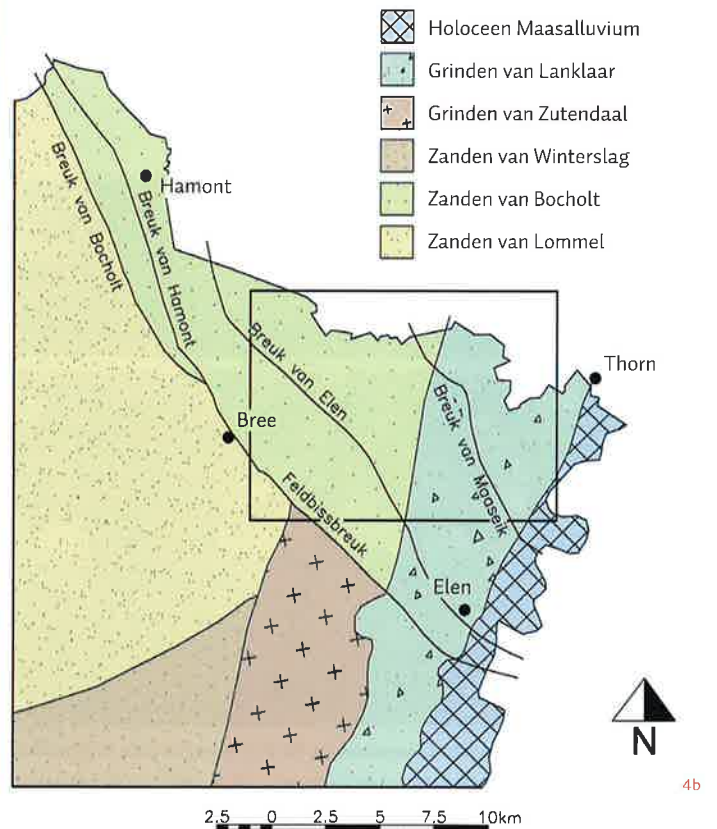 Holoceen Maasalluvium
Grinden van Lanklaar
Grinden van Zutendaal
Zanden van Winterslag
Zanden van Bocholt
Zanden van Lommel
Hamont
Breuk van Bocholt
Breuk van Hamont
Breuk van Elen
Thorn
Breuk van Maaseik
Bree
Feldbissbreuk
Elen
N
4b
2.5 0 2.5 5 7.5 10km